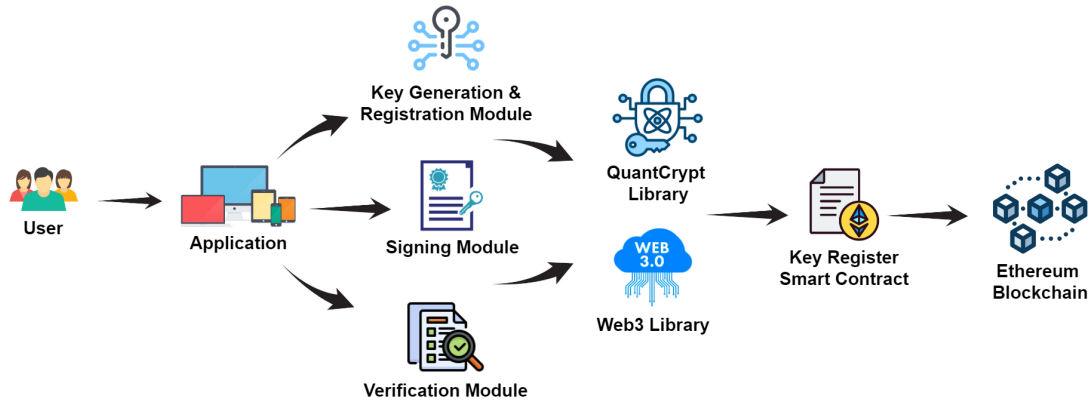 User
Application
Key Generation &
Registration Module
Signing Module
Verification Module
QuantCrypt
Library
WEB
3.0
Web3 Library
Key Register
Smart Contract
Ethereum
Blockchain